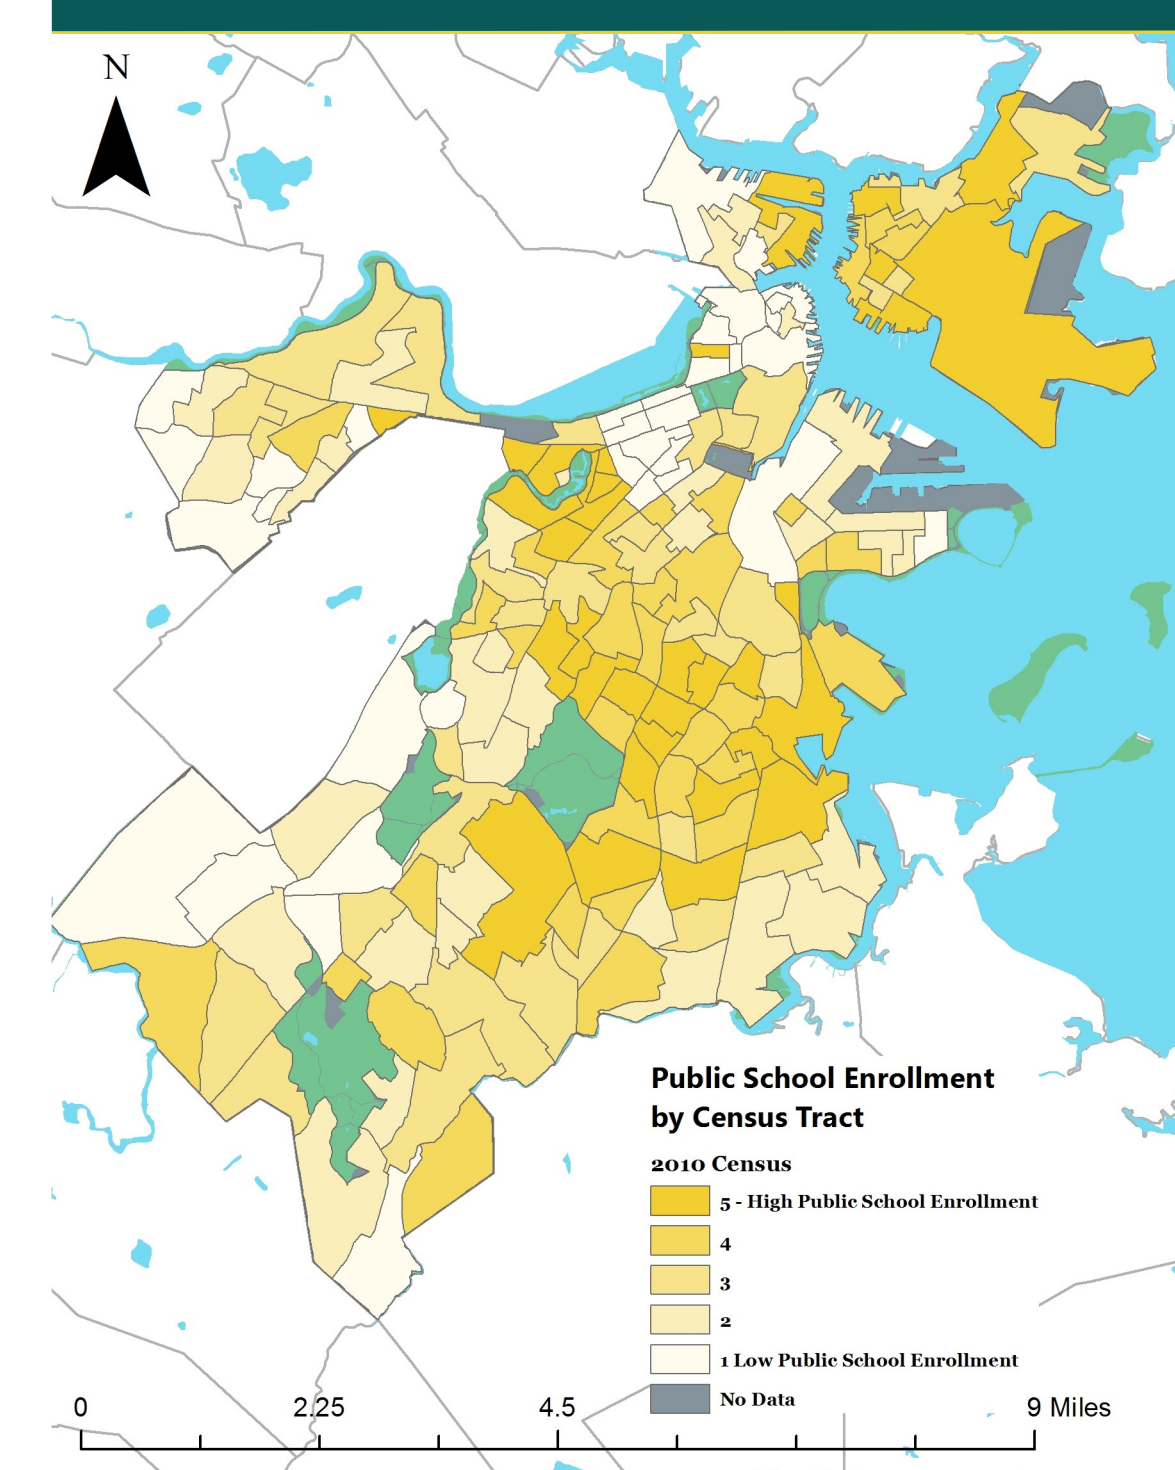 N
Public School Enrollment
by Census Tract
2010 Census
5 - High Public School Enrollment
4
3
2
1 Low Public School Enrollment
No Data
0 2.25 4.5 9 Miles